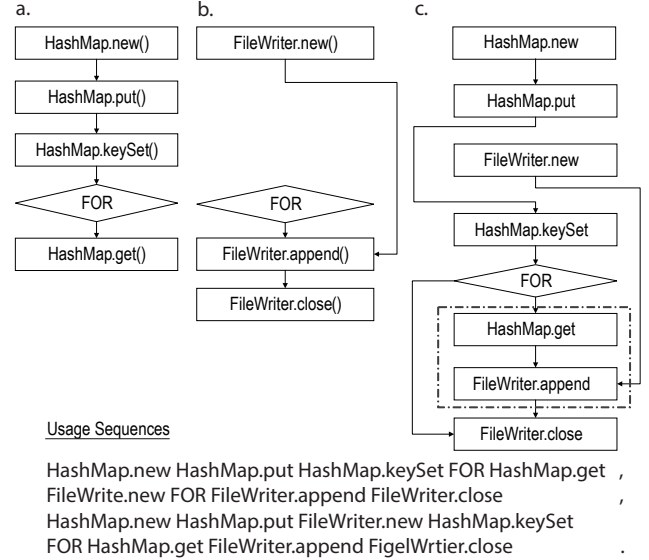 a.
HashMap.new()
HashMap.put()
HashMap.keySet()
FOR
HashMap.get()
b.
FileWriter.new()
FOR
FileWriter.append()
FileWriter.close()
c.
HashMap.new
HashMap.put
FileWriter.new
HashMap.keySet
FOR
HashMap.get
FileWriter.append
FileWriter.close
Usage Sequences
HashMap.new HashMap.put HashMap.keySet FOR HashMap.get ,
FileWrite.new FOR FileWriter.append FileWriter.close ,
HashMap.new HashMap.put FileWriter.new HashMap.keySet
FOR HashMap.get FileWriter.append FigelWrtier.close .